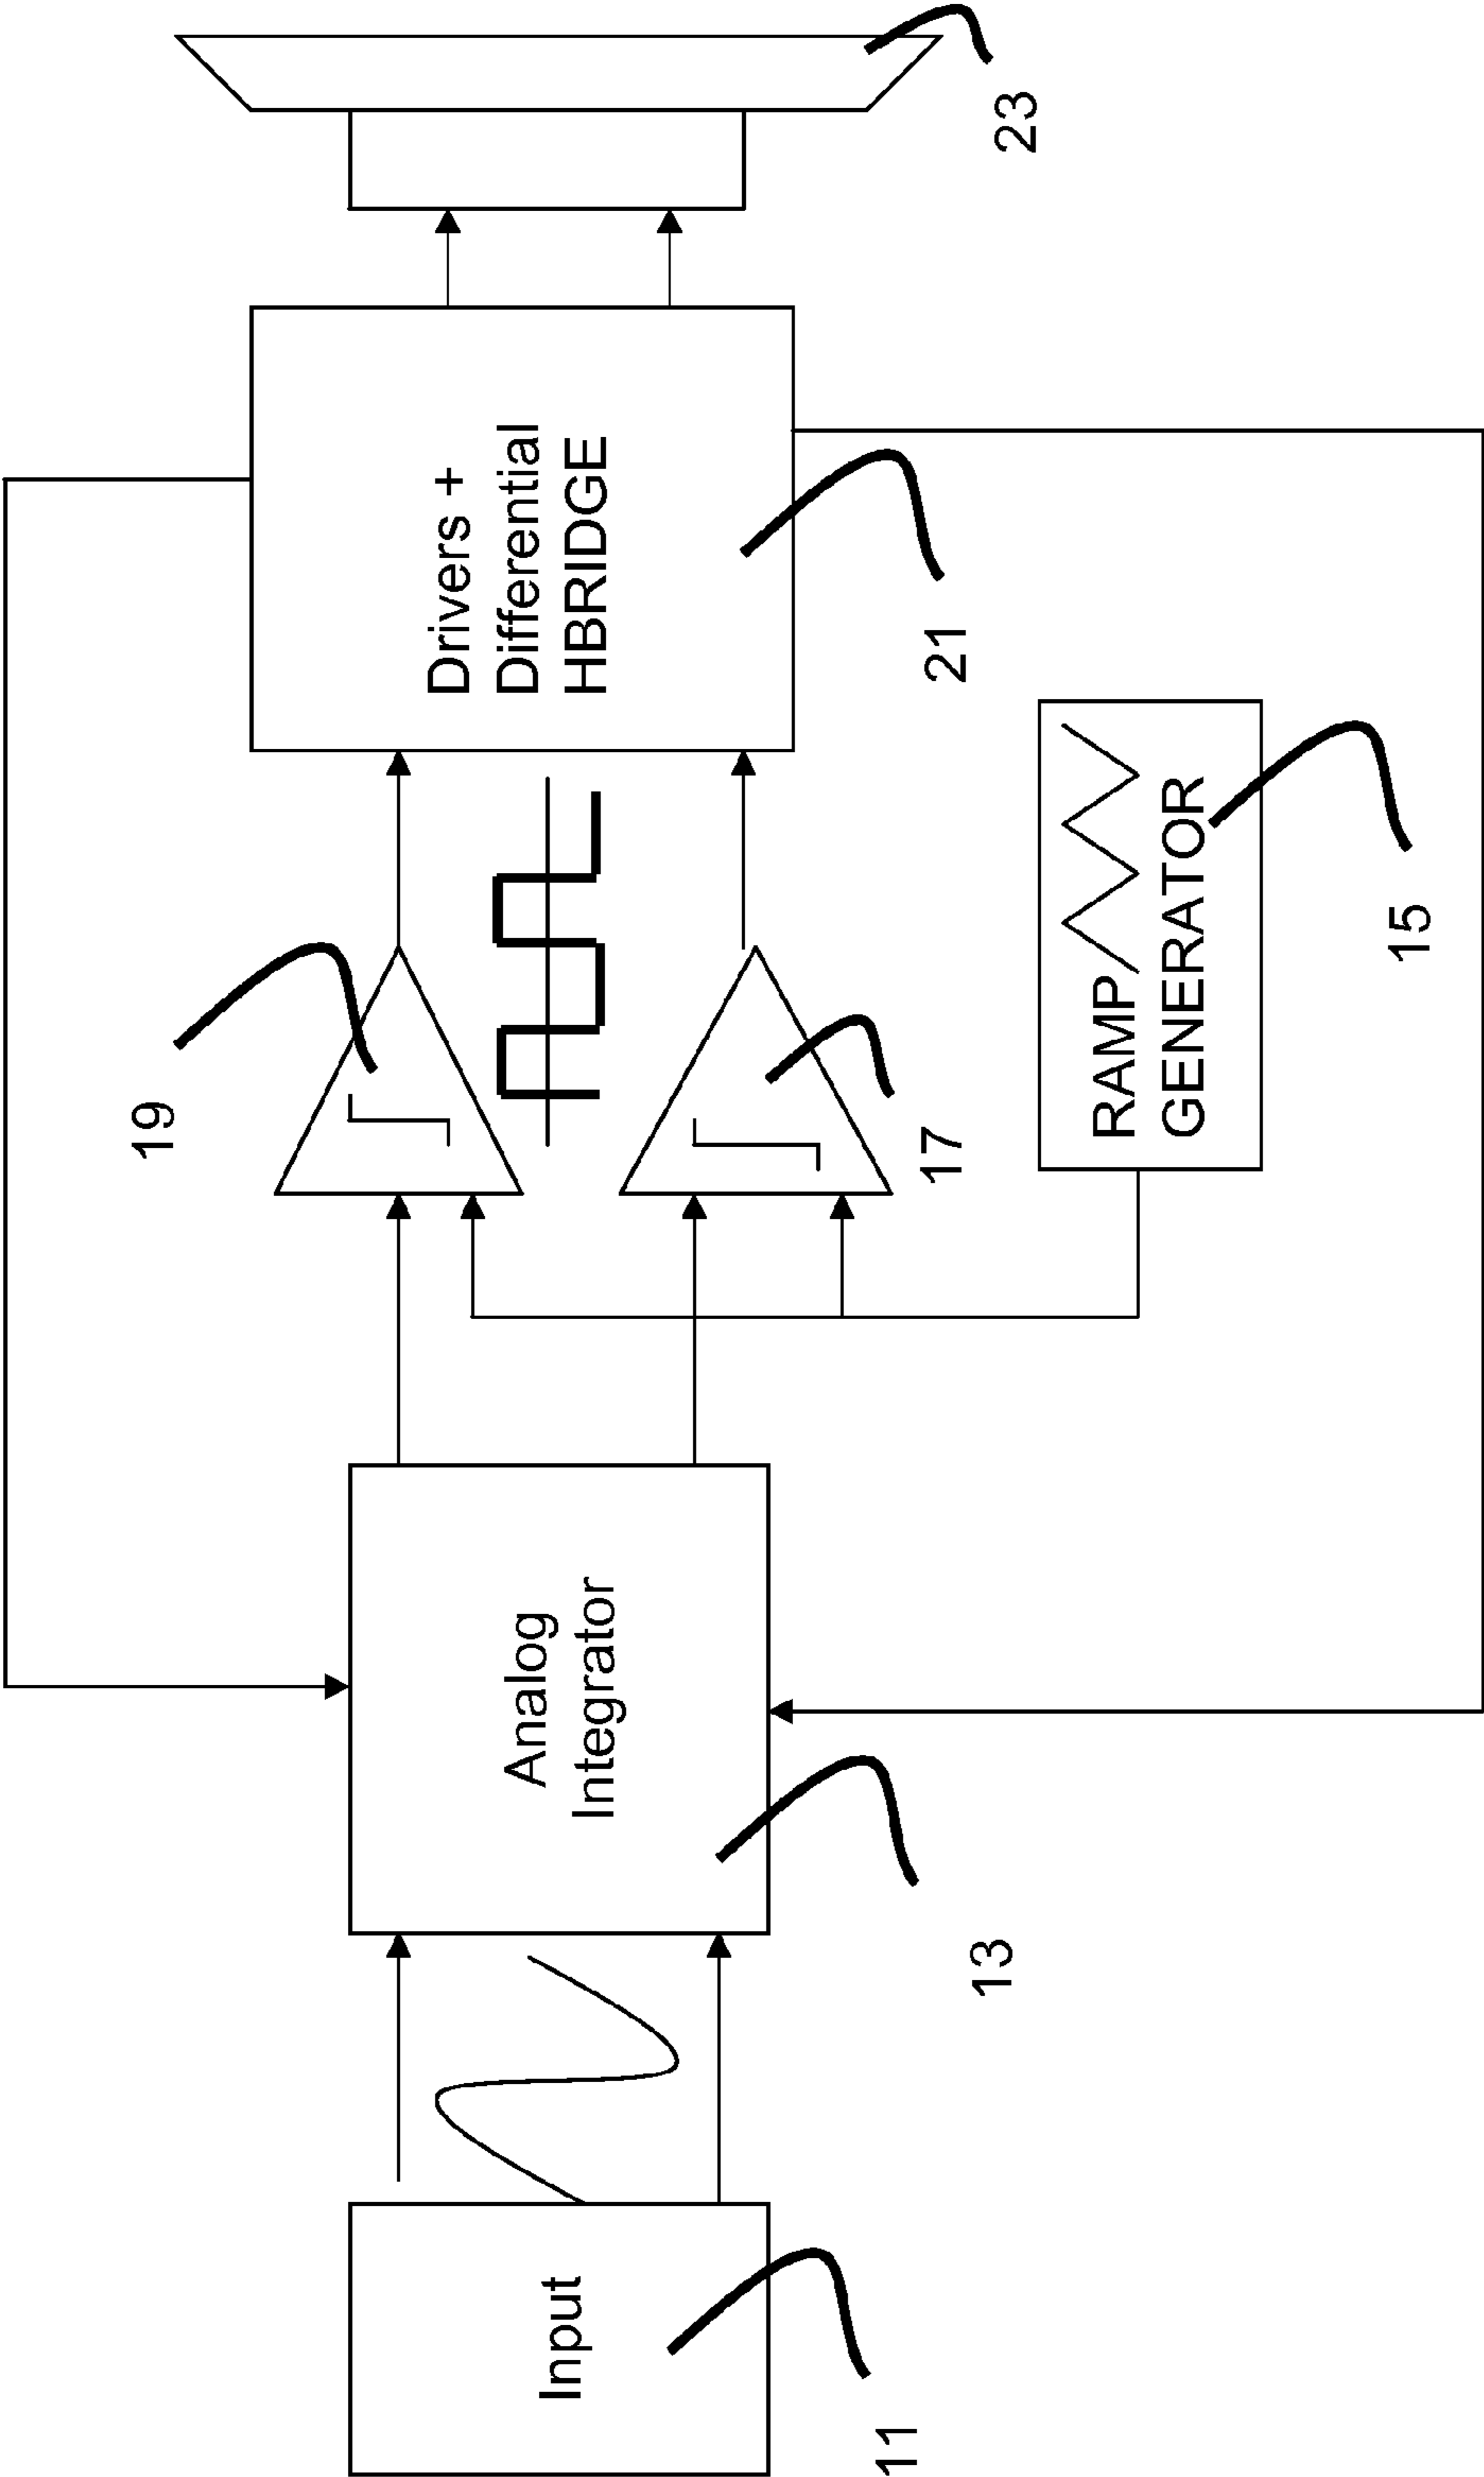 Input
11
Analog
Integrator
13
19
17
RAMP
GENERATOR
15
Drivers +
Differential
HBRIDGE
21
23